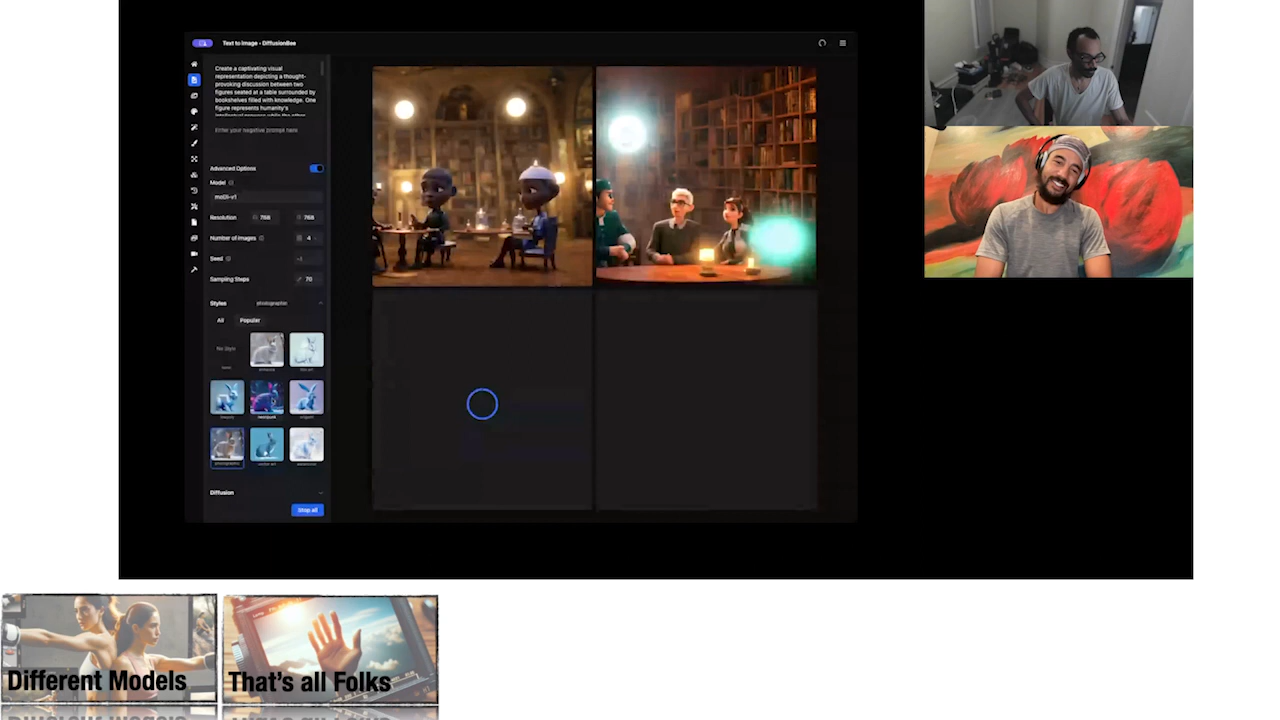 Text to Image - DiffusionBee
Create a captivating visual
representation depicting a thought-
provoking discussion between two
figures seated at a table surrounded by
bookshelves filled with knowledge. One
figure represents humanity's
Enter your negative prompt here
Advanced Options
Model
Resolution
768
768
Number of Images
4
Seed
-1
Sampling Steps
70
Styles
photographic
All
Popular
No Style
photographic
vector art
Diffusion
Stop all
Different Models
That's all Folks